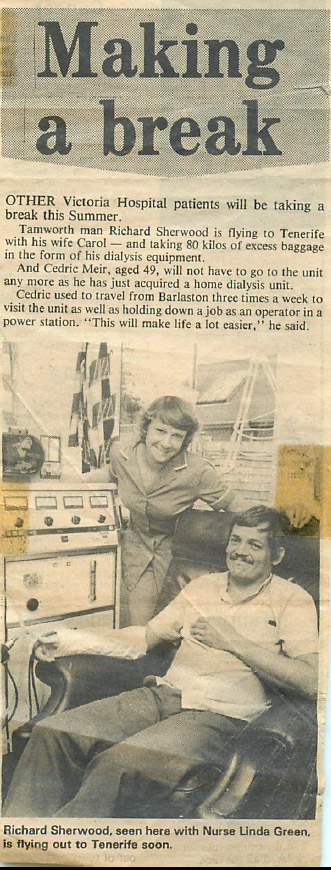 Making
a break
OTHER Victoria Hospital patients will be taking a
break this Summer.
Tamworth man Richard Sherwood is flying to Tenerife
with his wife Carol — and taking 80 kilos of excess baggage
in the form of his dialysis equipment.
And Cedric Meir, aged 49, will not have to go to the unit
any more as he has just acquired a home dialysis unit.
Cedric used to travel from Barlaston three times a week to
visit the unit as well as holding down a job as an operator in a
power station. "This will make life a lot easier," he said.
Richard Sherwood, seen here with Nurse Linda Green,
is flying out to Tenerife soon.